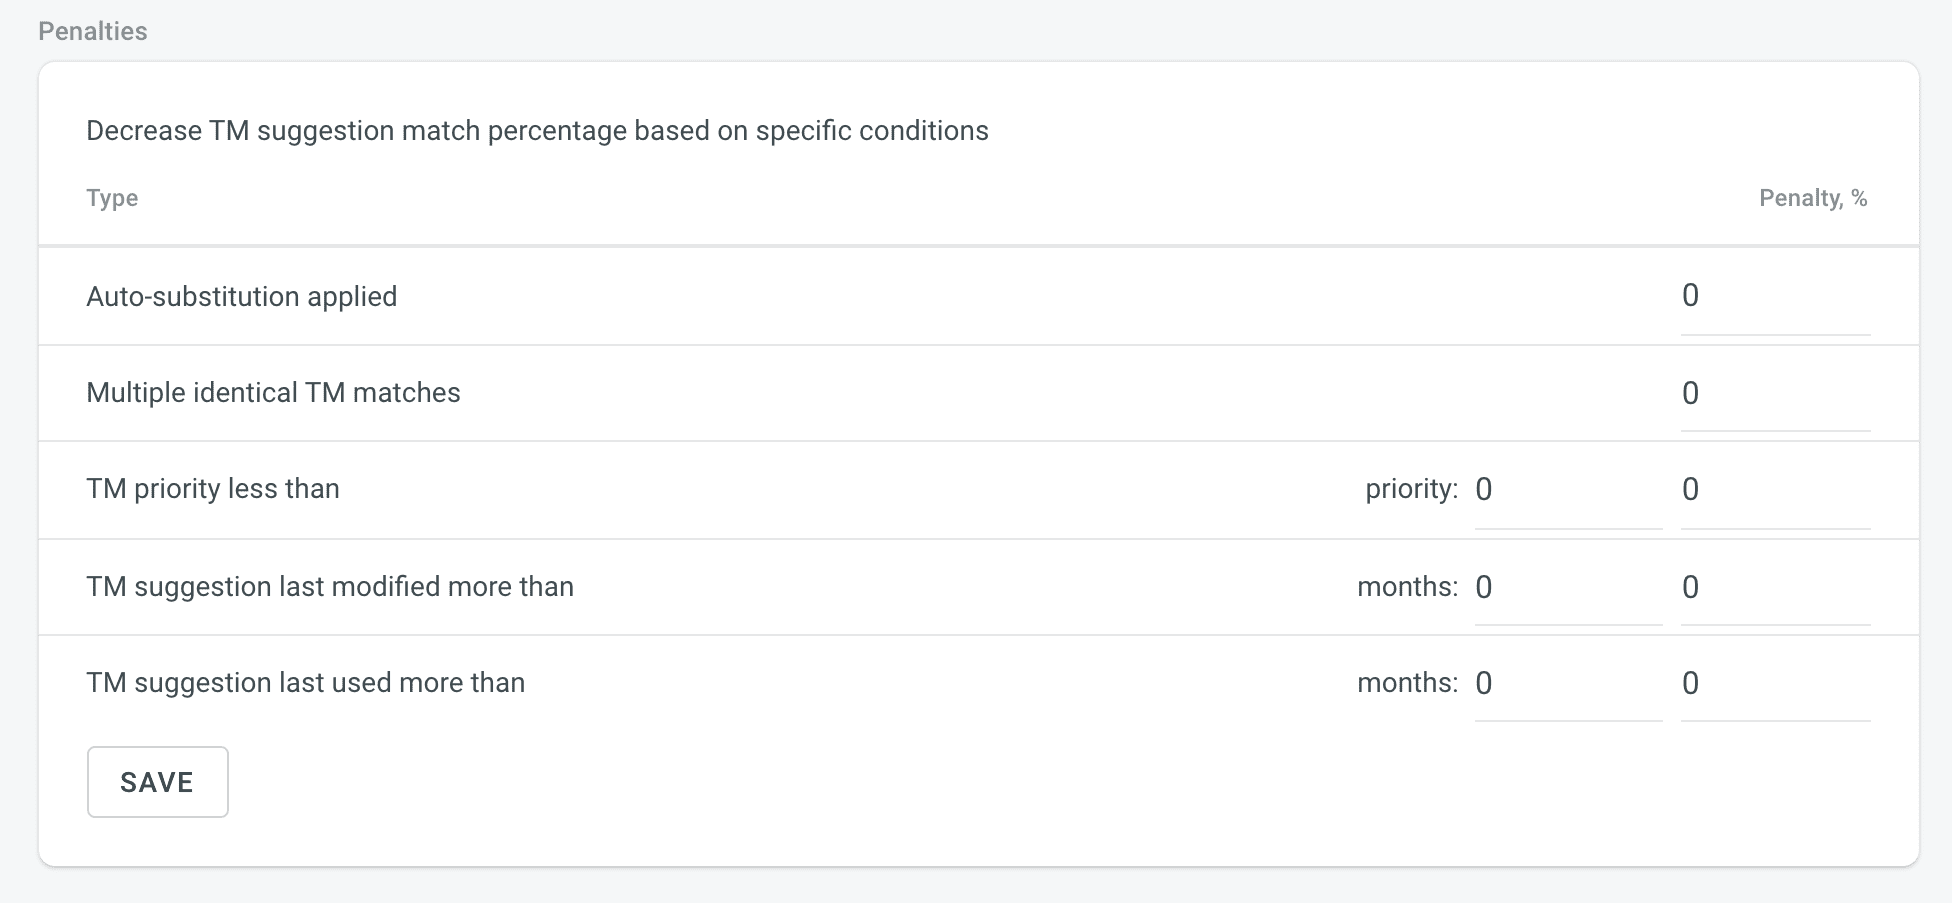 Penalties
Decrease TM suggestion match percentage based on specific conditions
Type Penalty, %
Auto-substitution applied 0
Multiple identical TM matches 0
TM priority less than priority: 0 0
TM suggestion last modified more than months: 0 0
TM suggestion last used more than months: 0 0
SAVE